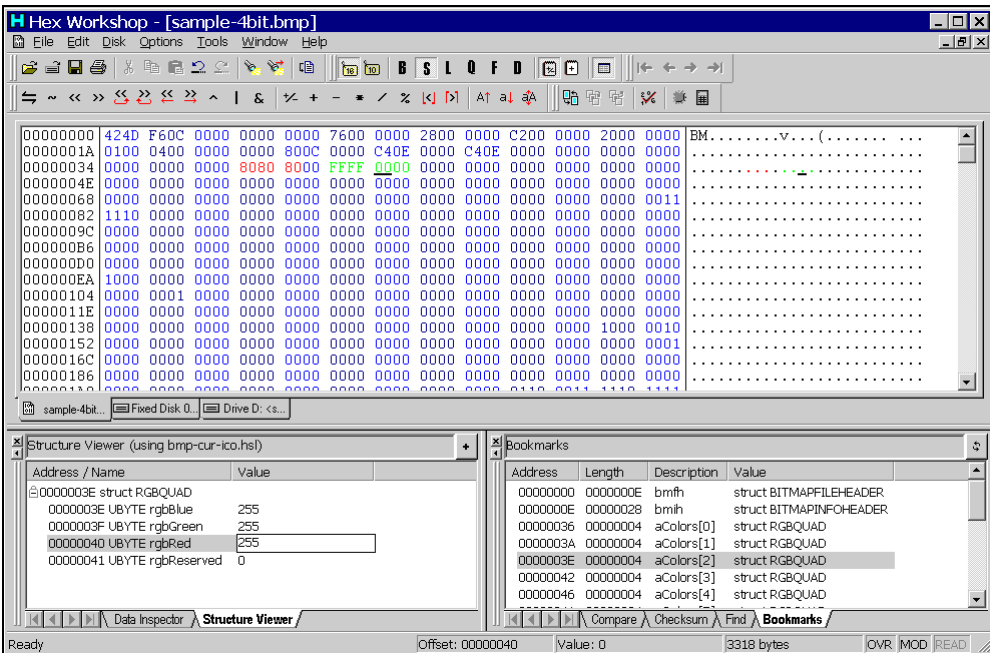 Hex Workshop - [sample-4bit.bmp]
File Edit Disk Options Tools Window Help
16 10 B S L Q F D
00000000 424D F60C 0000 0000 0000 7600 0000 2800 0000 C200 0000 2000 0000 BM........v...(....... ...
0000001A 0100 0400 0000 0000 800C 0000 C40E 0000 C40E 0000 0000 0000 0000 ..........................
00000034 0000 0000 0000 8080 8000 FFFF 0000 0000 0000 0000 0000 0000 0000 ..........................
0000004E 0000 0000 0000 0000 0000 0000 0000 0000 0000 0000 0000 0000 0000 ..........................
00000068 0000 0000 0000 0000 0000 0000 0000 0000 0000 0000 0000 0000 0011 ..........................
00000082 1110 0000 0000 0000 0000 0000 0000 0000 0000 0000 0000 0000 0000 ..........................
0000009C 0000 0000 0000 0000 0000 0000 0000 0000 0000 0000 0000 0000 0000 ..........................
000000B6 0000 0000 0000 0000 0000 0000 0000 0000 0000 0000 0000 0000 0000 ..........................
000000D0 0000 0000 0000 0000 0000 0000 0000 0000 0000 0000 0000 0000 0000 ..........................
000000EA 1000 0000 0000 0000 0000 0000 0000 0000 0000 0000 0000 0000 0000 ..........................
00000104 0000 0001 0000 0000 0000 0000 0000 0000 0000 0000 0000 0000 0000 ..........................
0000011E 0000 0000 0000 0000 0000 0000 0000 0000 0000 0000 0000 0000 0000 ..........................
00000138 0000 0000 0000 0000 0000 0000 0000 0000 0000 0000 0000 1000 0010 ..........................
00000152 0000 0000 0000 0000 0000 0000 0000 0000 0000 0000 0000 0000 0001 ..........................
0000016C 0000 0000 0000 0000 0000 0000 0000 0000 0000 0000 0000 0000 0000 ..........................
00000186 0000 0000 0000 0000 0000 0000 0000 0000 0000 0000 0000 0000 0000 ..........................
sample-4bit... Fixed Disk 0... Drive D: <s...
Structure Viewer (using bmp-cur-ico.hsl)
Address / Name Value
0000003E struct RGBQUAD
0000003E UBYTE rgbBlue 255
0000003F UBYTE rgbGreen 255
00000040 UBYTE rgbRed 255
00000041 UBYTE rgbReserved 0
Data Inspector Structure Viewer
Bookmarks
Address Length Description Value
00000000 0000000E bmfh struct BITMAPFILEHEADER
0000000E 00000028 bmih struct BITMAPINFOHEADER
00000036 00000004 aColors[0] struct RGBQUAD
0000003A 00000004 aColors[1] struct RGBQUAD
0000003E 00000004 aColors[2] struct RGBQUAD
00000042 00000004 aColors[3] struct RGBQUAD
00000046 00000004 aColors[4] struct RGBQUAD
Compare Checksum Find Bookmarks
Ready Offset: 00000040 Value: 0 3318 bytes OVR MOD READ